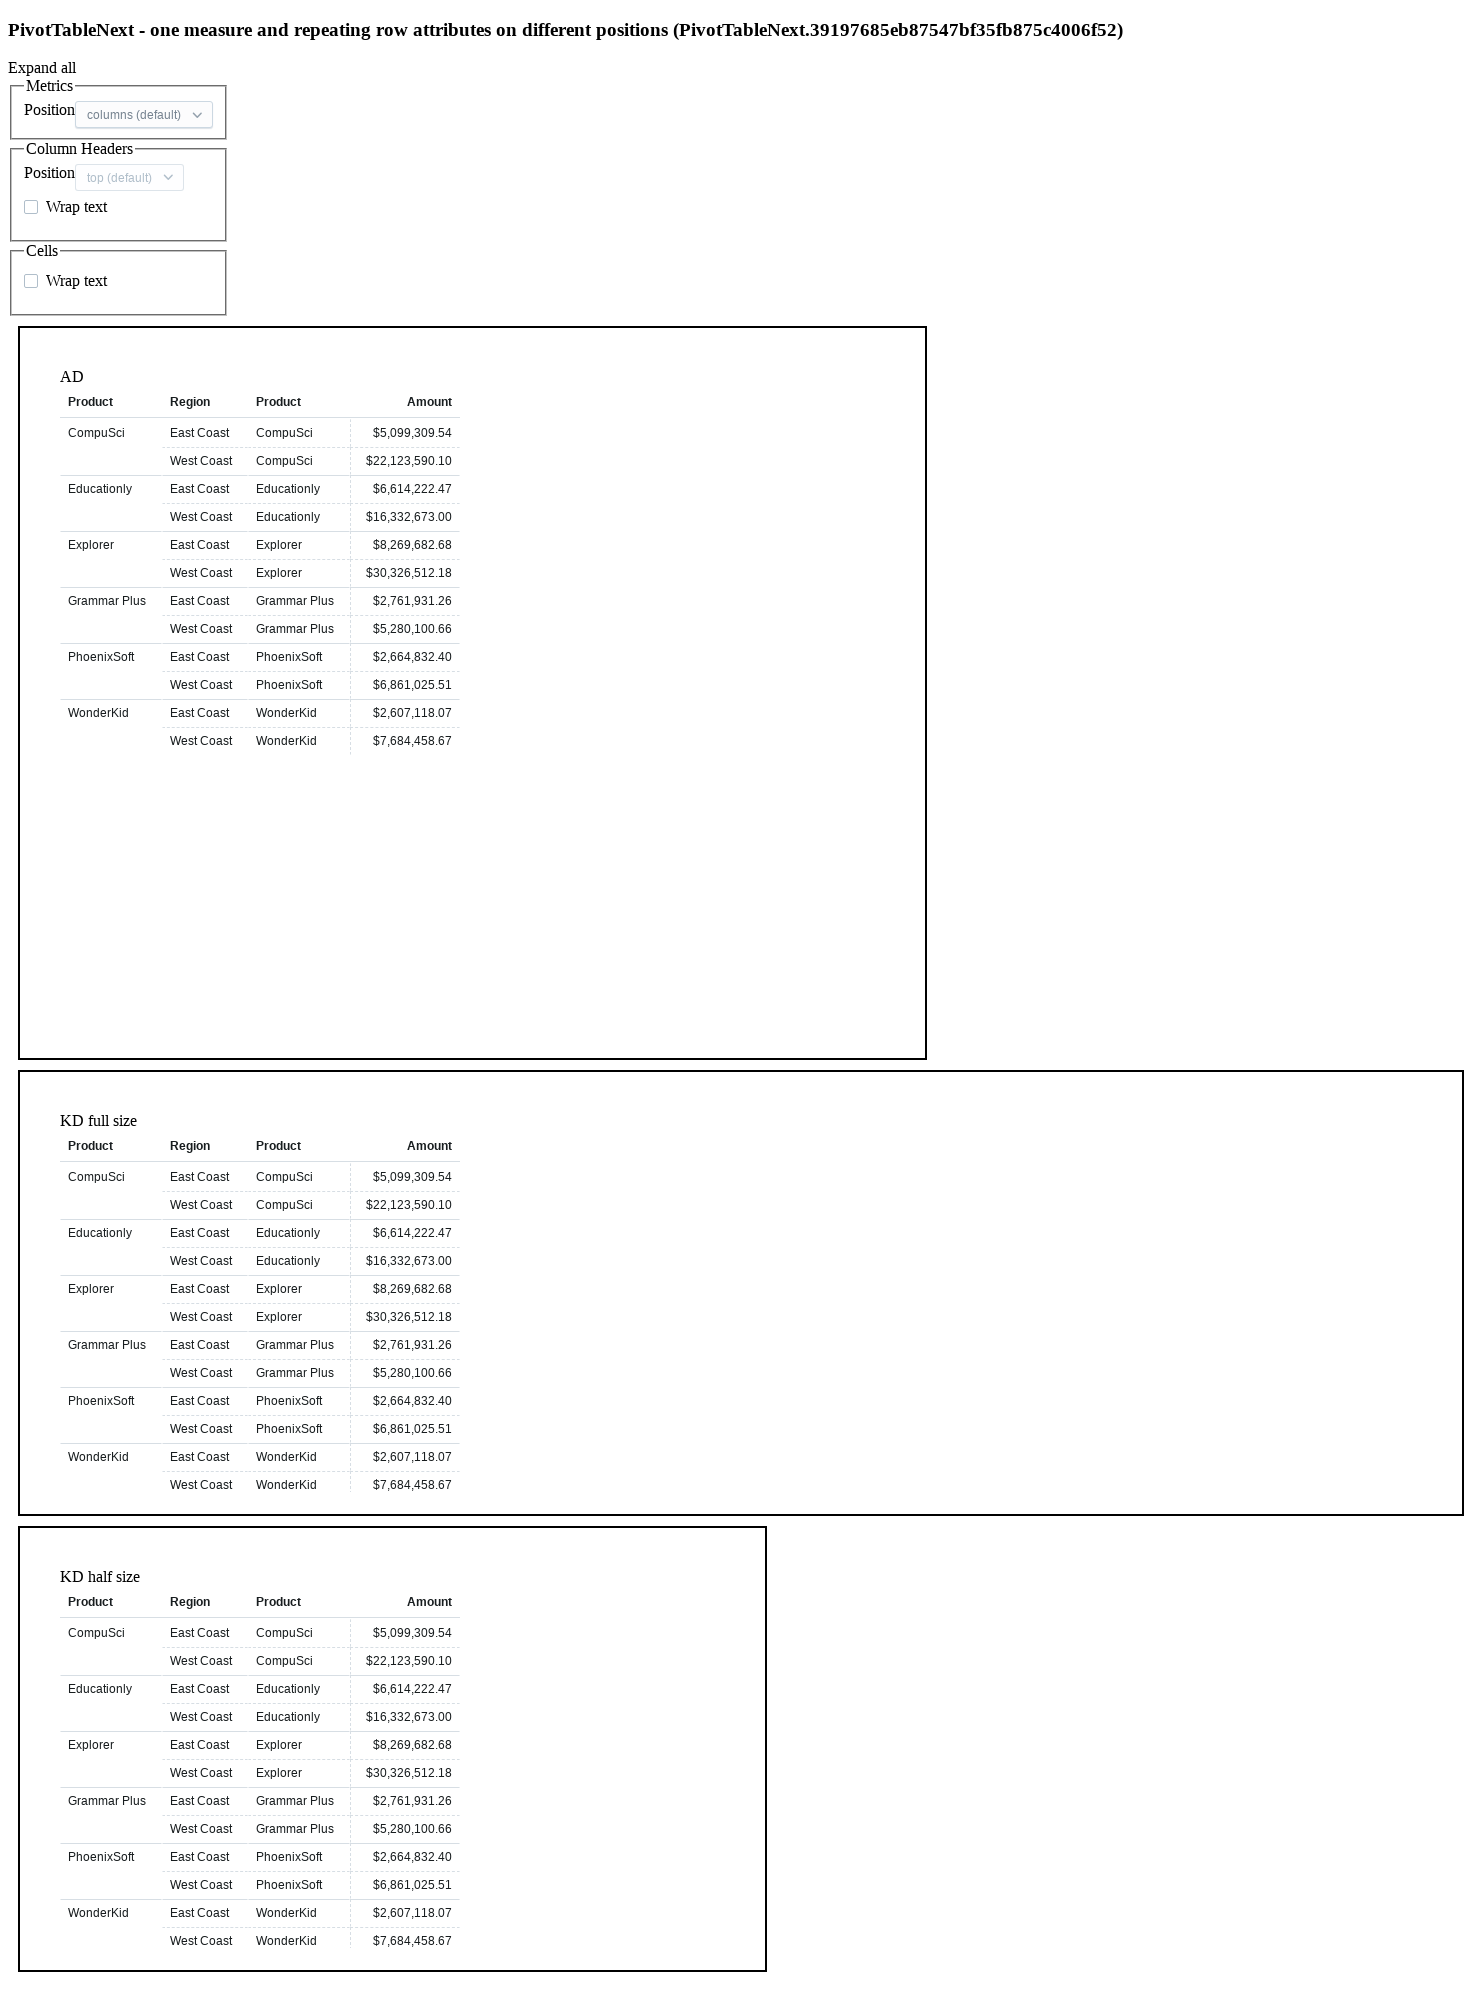 PivotTableNext - one measure and repeating row attributes on different positions (PivotTableNext.39197685eb87547bf35fb875c4006f52)
Expand all
Metrics
Position columns (default)
Column Headers
Position top (default)
Wrap text
Cells
Wrap text
AD
Product Region Product Amount
CompuSci East Coast CompuSci $5,099,309.54
West Coast CompuSci $22,123,590.10
Educationly East Coast Educationly $6,614,222.47
West Coast Educationly $16,332,673.00
Explorer East Coast Explorer $8,269,682.68
West Coast Explorer $30,326,512.18
Grammar Plus East Coast Grammar Plus $2,761,931.26
West Coast Grammar Plus $5,280,100.66
PhoenixSoft East Coast PhoenixSoft $2,664,832.40
West Coast PhoenixSoft $6,861,025.51
WonderKid East Coast WonderKid $2,607,118.07
West Coast WonderKid $7,684,458.67
KD full size
Product Region Product Amount
CompuSci East Coast CompuSci $5,099,309.54
West Coast CompuSci $22,123,590.10
Educationly East Coast Educationly $6,614,222.47
West Coast Educationly $16,332,673.00
Explorer East Coast Explorer $8,269,682.68
West Coast Explorer $30,326,512.18
Grammar Plus East Coast Grammar Plus $2,761,931.26
West Coast Grammar Plus $5,280,100.66
PhoenixSoft East Coast PhoenixSoft $2,664,832.40
West Coast PhoenixSoft $6,861,025.51
WonderKid East Coast WonderKid $2,607,118.07
West Coast WonderKid $7,684,458.67
KD half size
Product Region Product Amount
CompuSci East Coast CompuSci $5,099,309.54
West Coast CompuSci $22,123,590.10
Educationly East Coast Educationly $6,614,222.47
West Coast Educationly $16,332,673.00
Explorer East Coast Explorer $8,269,682.68
West Coast Explorer $30,326,512.18
Grammar Plus East Coast Grammar Plus $2,761,931.26
West Coast Grammar Plus $5,280,100.66
PhoenixSoft East Coast PhoenixSoft $2,664,832.40
West Coast PhoenixSoft $6,861,025.51
WonderKid East Coast WonderKid $2,607,118.07
West Coast WonderKid $7,684,458.67